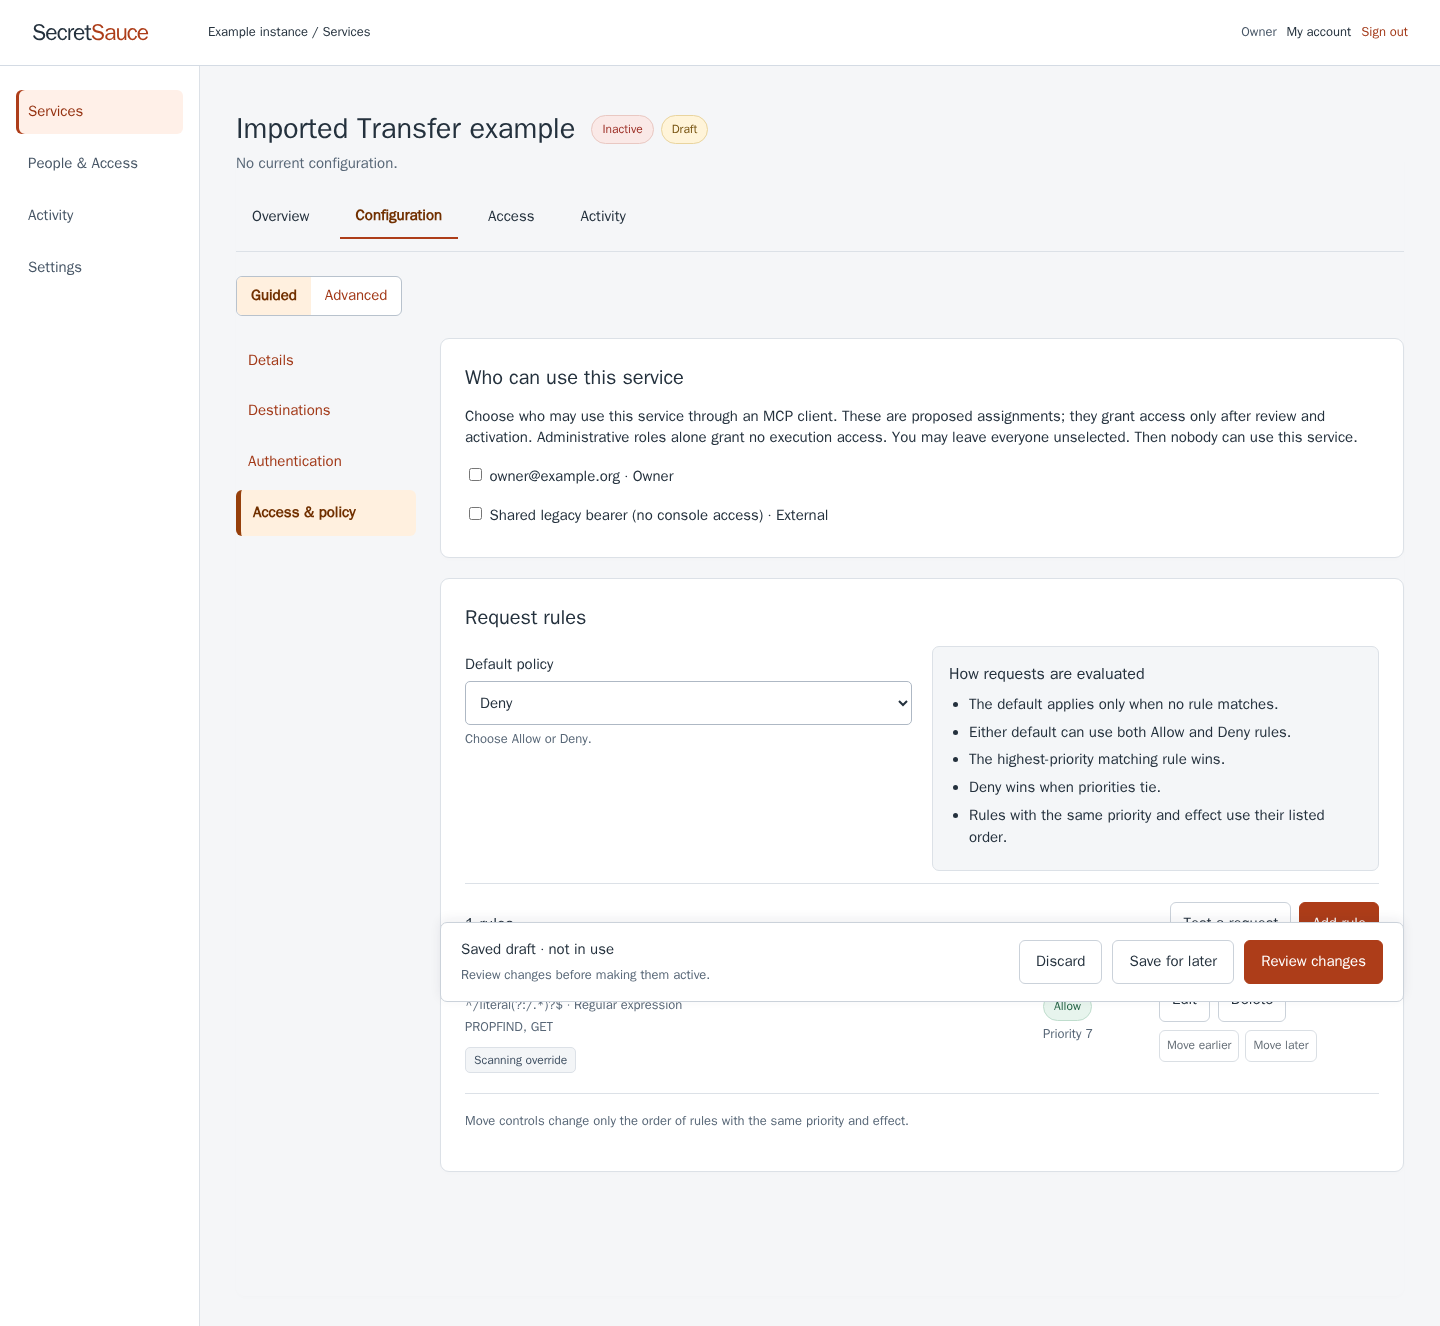 SecretSauce
Example instance / Services
Owner My account Sign out
Services
People & Access
Activity
Settings
Imported Transfer example
Inactive
Draft
No current configuration.
Overview
Configuration
Access
Activity
Guided
Advanced
Details
Destinations
Authentication
Access & policy
Who can use this service
Choose who may use this service through an MCP client. These are proposed assignments; they grant access only after review and
activation. Administrative roles alone grant no execution access. You may leave everyone unselected. Then nobody can use this service.
owner@example.org · Owner
Shared legacy bearer (no console access) · External
Request rules
Default policy
Deny
Choose Allow or Deny.
How requests are evaluated
• The default applies only when no rule matches.
• Either default can use both Allow and Deny rules.
• The highest-priority matching rule wins.
• Deny wins when priorities tie.
• Rules with the same priority and effect use their listed
order.
1 rules
Test a request
Add rule
Saved draft · not in use
Review changes before making them active.
Discard
Save for later
Review changes
^/literal(?:/.*)?$ · Regular expression
PROPFIND, GET
Scanning override
Allow
Priority 7
Edit
Delete
Move earlier
Move later
Move controls change only the order of rules with the same priority and effect.